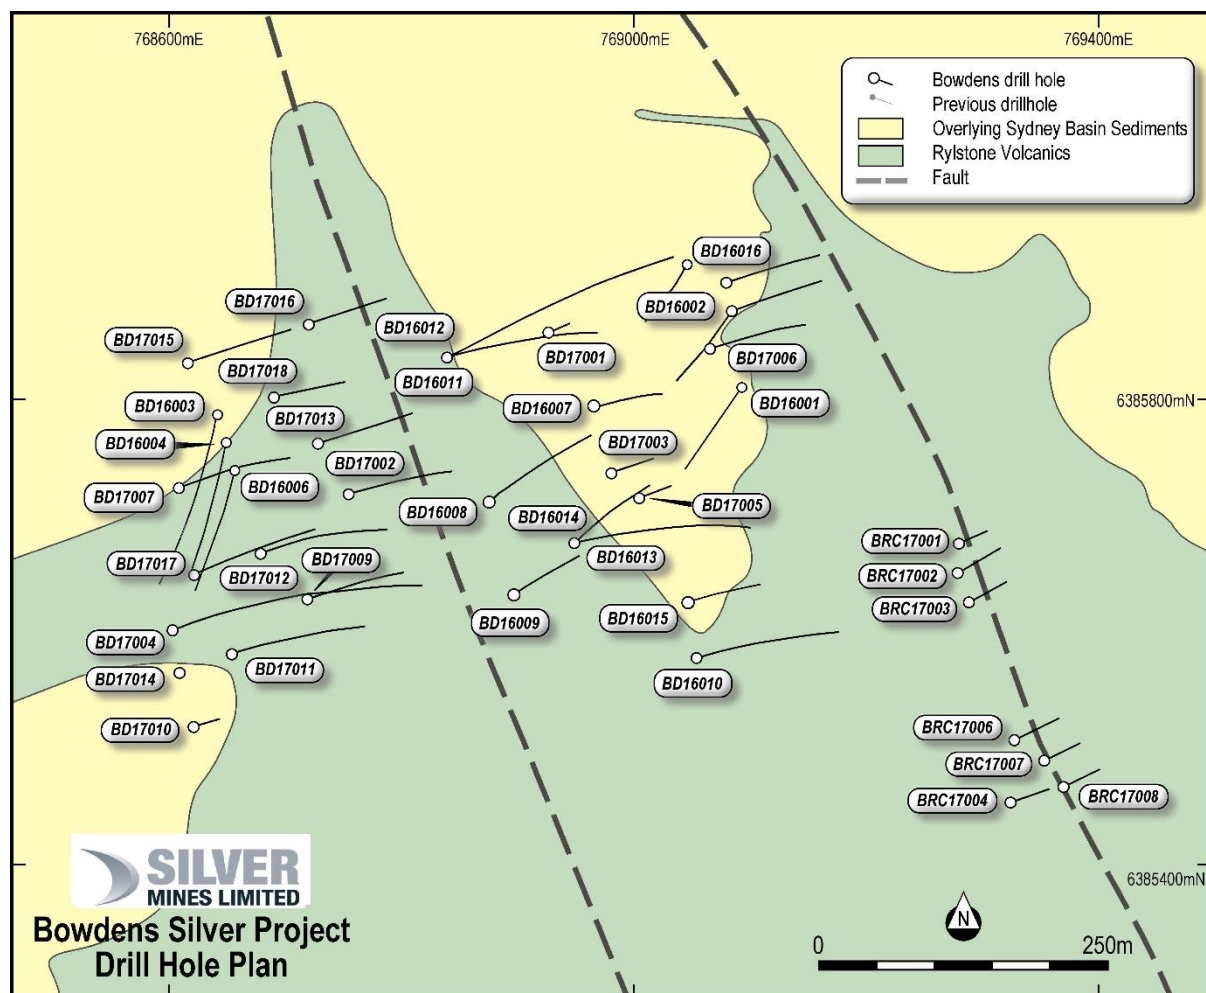 768600mE
769000mE
769400mE
Bowdens drill hole
Previous drillhole
Overlying Sydney Basin Sediments
Rylstone Volcanics
Fault
BD16016
BD17016
BD16012
BD16002
BD17015
BD17001
BD17006
BD17018
BD16011
BD16003
BD16007
BD16001
6385800mN
BD17013
BD16004
BD17003
BD17002
BD17007
BD16006
BD16008
BD16014
BD17005
BRC17001
BD17009
BD16013
BD17017
BD17012
BRC17002
BRC17003
BD16015
BD16009
BD17004
BD17011
BD17014
BD16010
BD17010
BRC17006
BRC17007
BRC17004
BRC17008
6385400mN
SILVER
MINES LIMITED
N
Bowdens Silver Project
Drill Hole Plan
0
250m